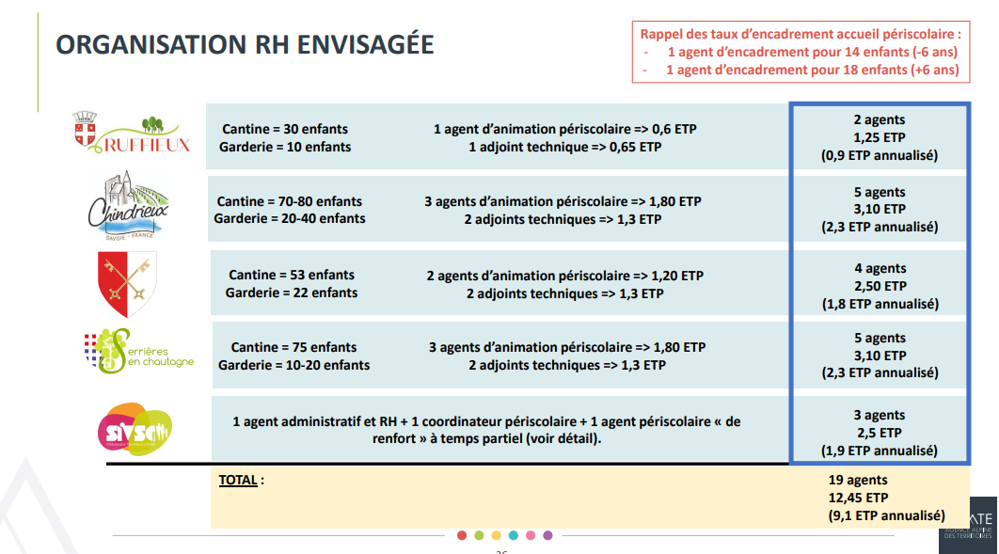 ORGANISATION RH ENVISAGÉE
Rappel des taux d'encadrement accueil périscolaire :
- 1 agent d'encadrement pour 14 enfants (-6 ans)
- 1 agent d'encadrement pour 18 enfants (+6 ans)
RUFFIEUX
Cantine = 30 enfants
Garderie = 10 enfants
1 agent d'animation périscolaire => 0,6 ETP
1 adjoint technique => 0,65 ETP
2 agents
1,25 ETP
(0,9 ETP annualisé)
Chindrieux
SAVOIE - FRANCE
Cantine = 70-80 enfants
Garderie = 20-40 enfants
3 agents d'animation périscolaire => 1,80 ETP
2 adjoints techniques => 1,3 ETP
5 agents
3,10 ETP
(2,3 ETP annualisé)
Cantine = 53 enfants
Garderie = 22 enfants
2 agents d'animation périscolaire => 1,20 ETP
2 adjoints techniques => 1,3 ETP
4 agents
2,50 ETP
(1,8 ETP annualisé)
Serrières
en chautagne
Cantine = 75 enfants
Garderie = 10-20 enfants
3 agents d'animation périscolaire => 1,80 ETP
2 adjoints techniques => 1,3 ETP
5 agents
3,10 ETP
(2,3 ETP annualisé)
sivsc
1 agent administratif et RH + 1 coordinateur périscolaire + 1 agent périscolaire « de
renfort » à temps partiel (voir détail).
3 agents
2,5 ETP
(1,9 ETP annualisé)
TOTAL :
19 agents
12,45 ETP
(9,1 ETP annualisé)
ATE
AGENCE ALPINE
DES TERRITOIRES